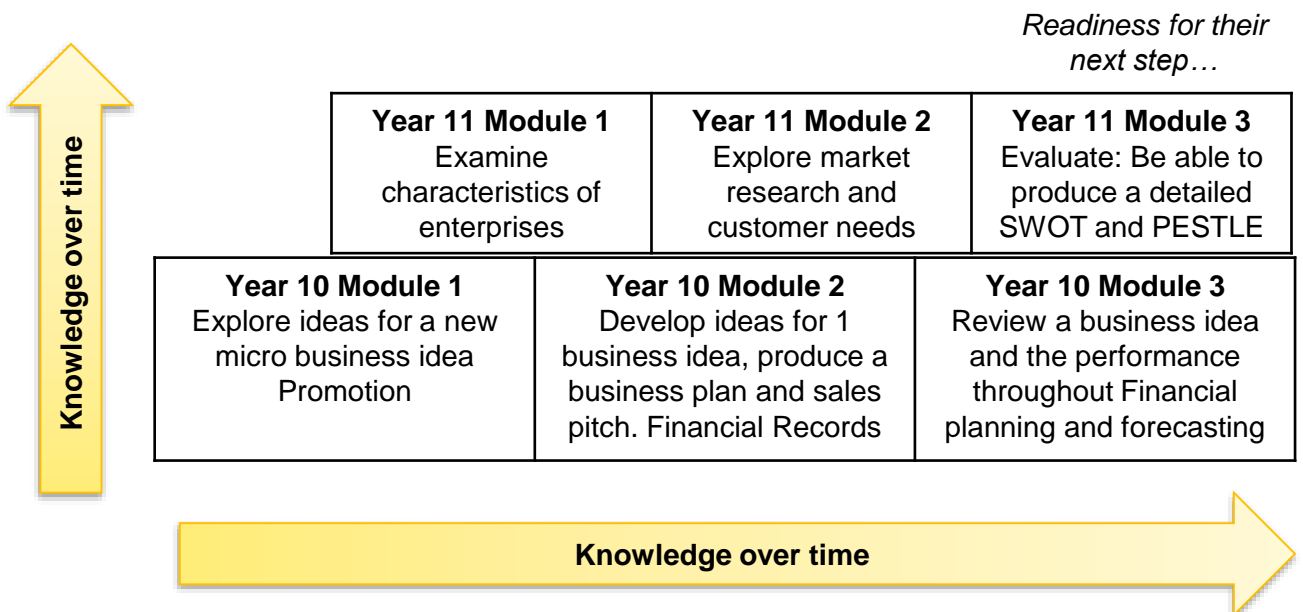 Readiness for their
next step…
Knowledge over time
Year 11 Module 1
Examine
characteristics of
enterprises
Year 11 Module 2
Explore market
research and
customer needs
Year 11 Module 3
Evaluate: Be able to
produce a detailed
SWOT and PESTLE
Year 10 Module 1
Explore ideas for a new
micro business idea
Promotion
Year 10 Module 2
Develop ideas for 1
business idea, produce a
business plan and sales
pitch. Financial Records
Year 10 Module 3
Review a business idea
and the performance
throughout Financial
planning and forecasting
Knowledge over time